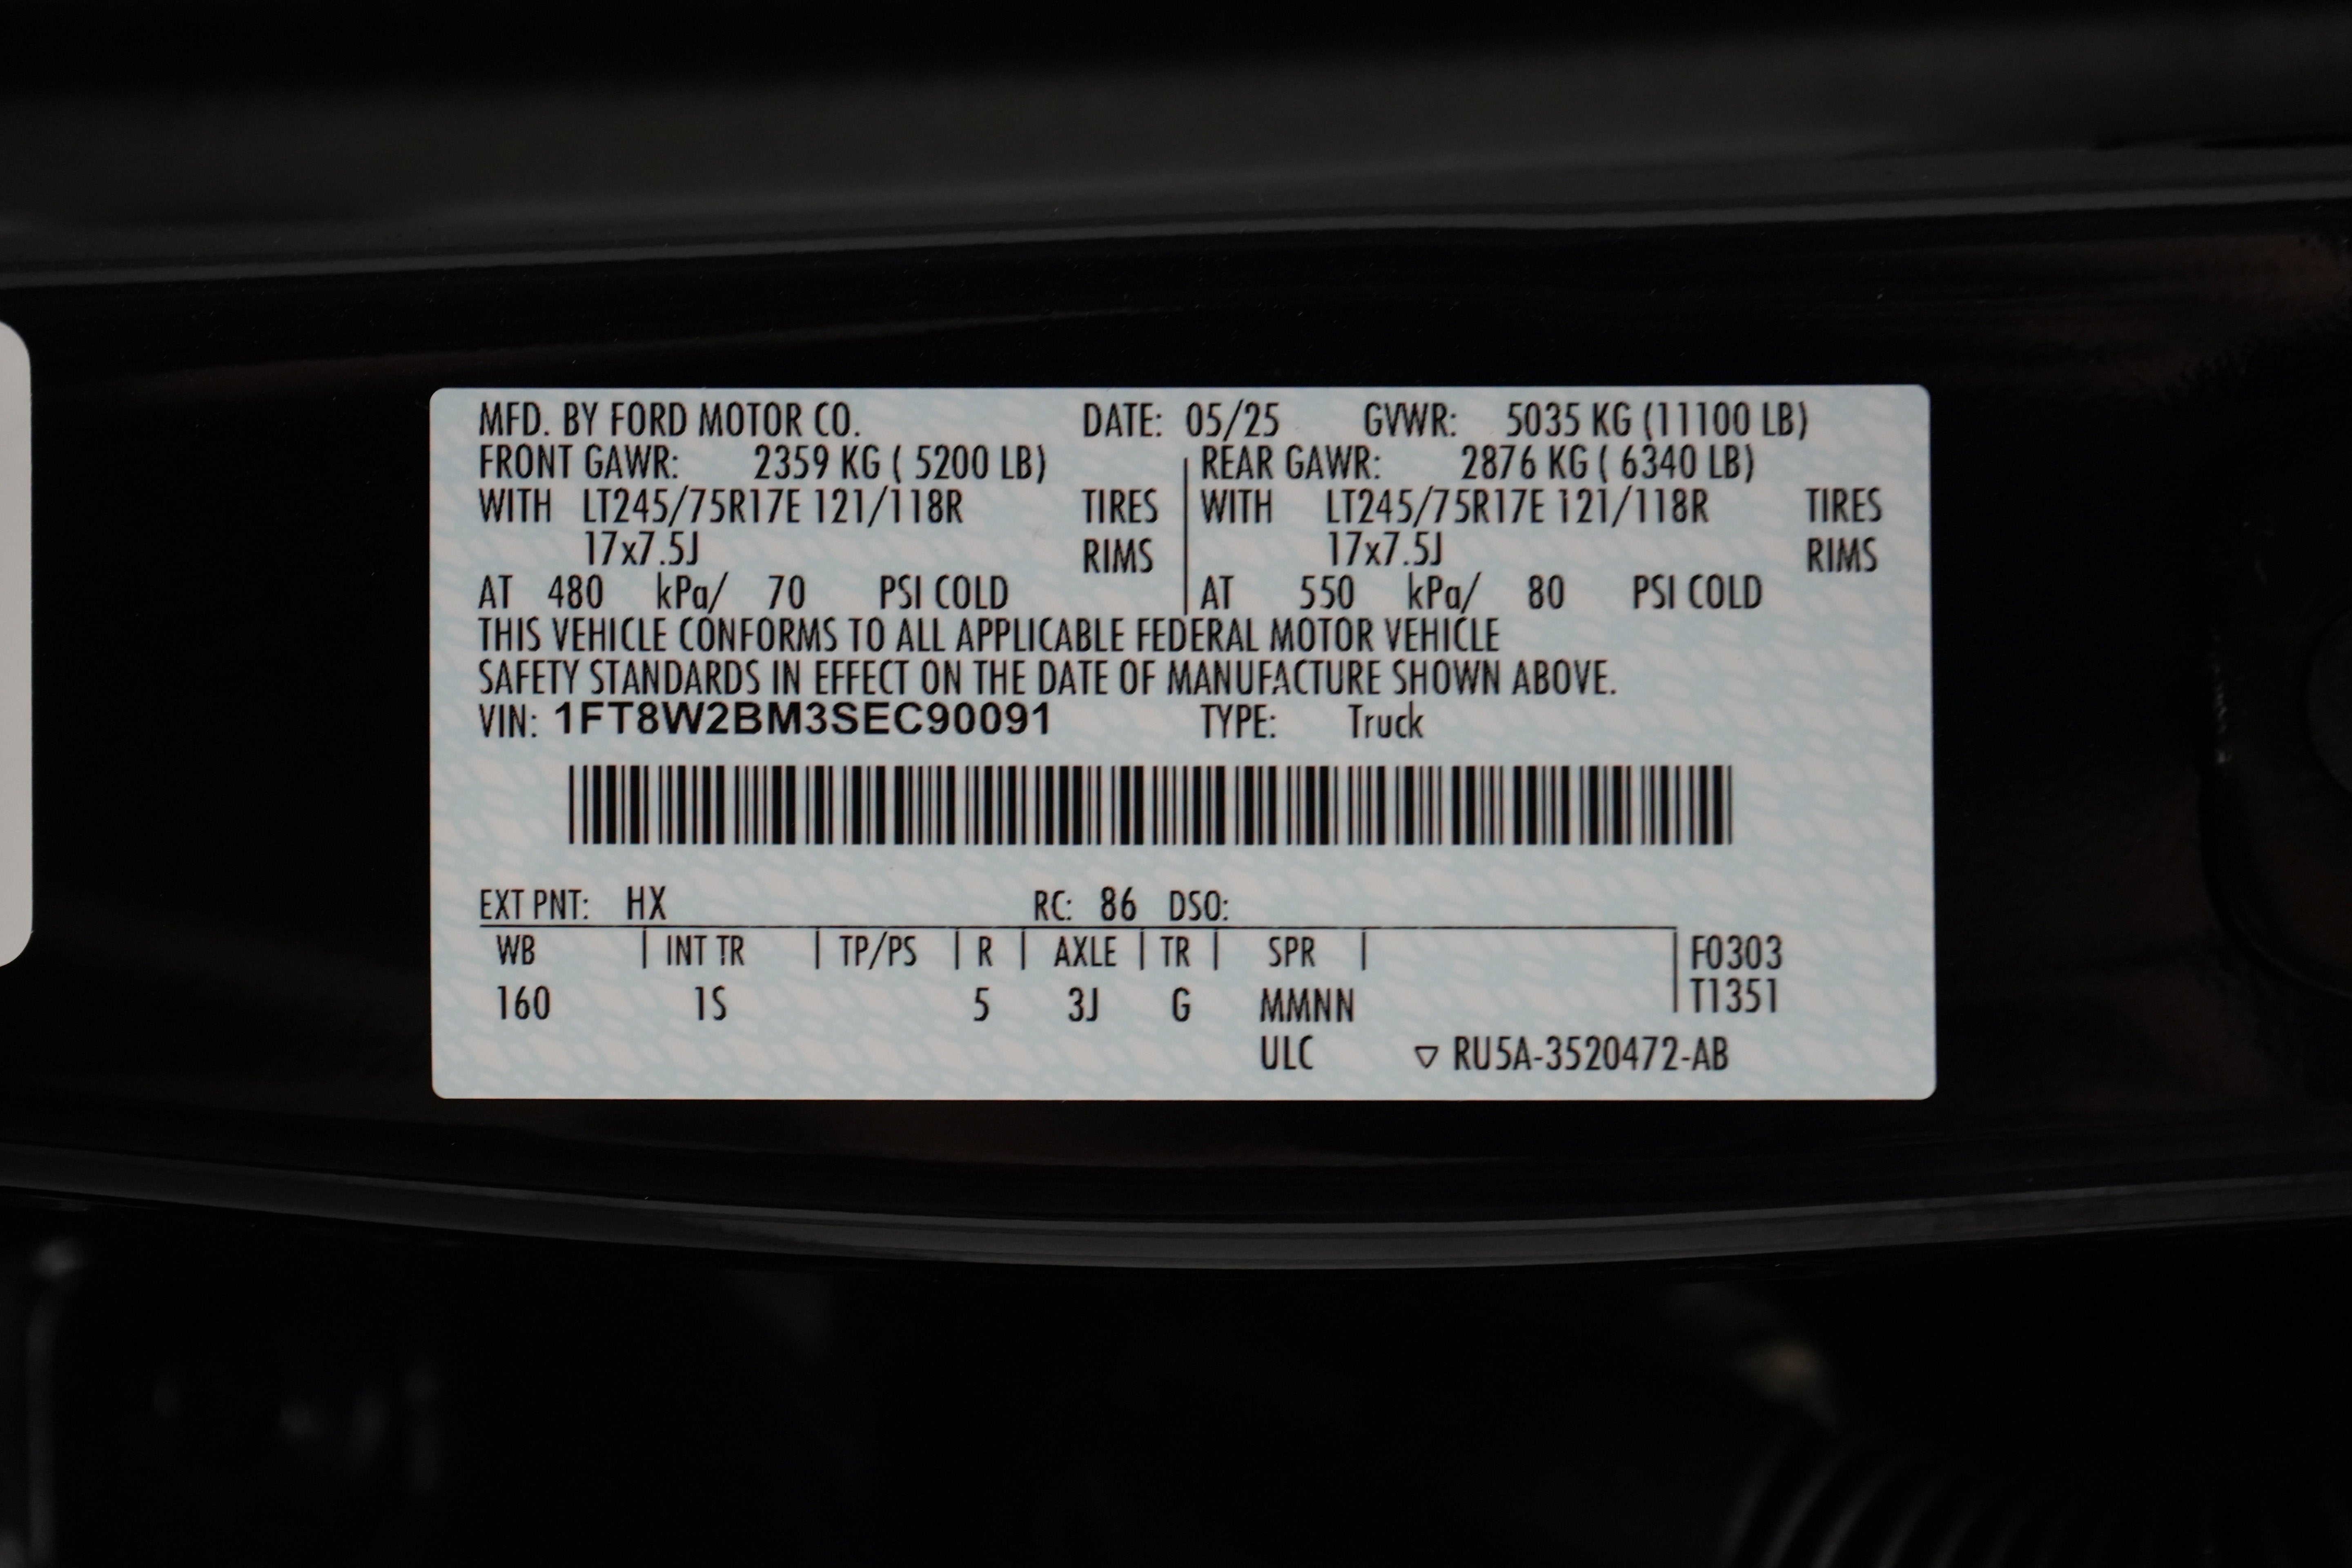 MFD. BY FORD MOTOR CO. DATE: 05/25 GVWR: 5035 KG (11100 LB)
FRONT GAWR: 2359 KG ( 5200 LB) REAR GAWR: 2876 KG ( 6340 LB)
WITH LT245/75R17E 121/118R TIRES WITH LT245/75R17E 121/118R TIRES
17x7.5J RIMS 17x7.5J RIMS
AT 480 kPa/ 70 PSI COLD AT 550 kPa/ 80 PSI COLD
THIS VEHICLE CONFORMS TO ALL APPLICABLE FEDERAL MOTOR VEHICLE
SAFETY STANDARDS IN EFFECT ON THE DATE OF MANUFACTURE SHOWN ABOVE.
VIN: 1FT8W2BM3SEC90091 TYPE: Truck
EXT PNT: HX RC: 86 DSO:
WB INT TR TP/PS R AXLE TR SPR F0303
160 1S 5 3J G MMNN T1351
ULC ▽ RU5A-3520472-AB